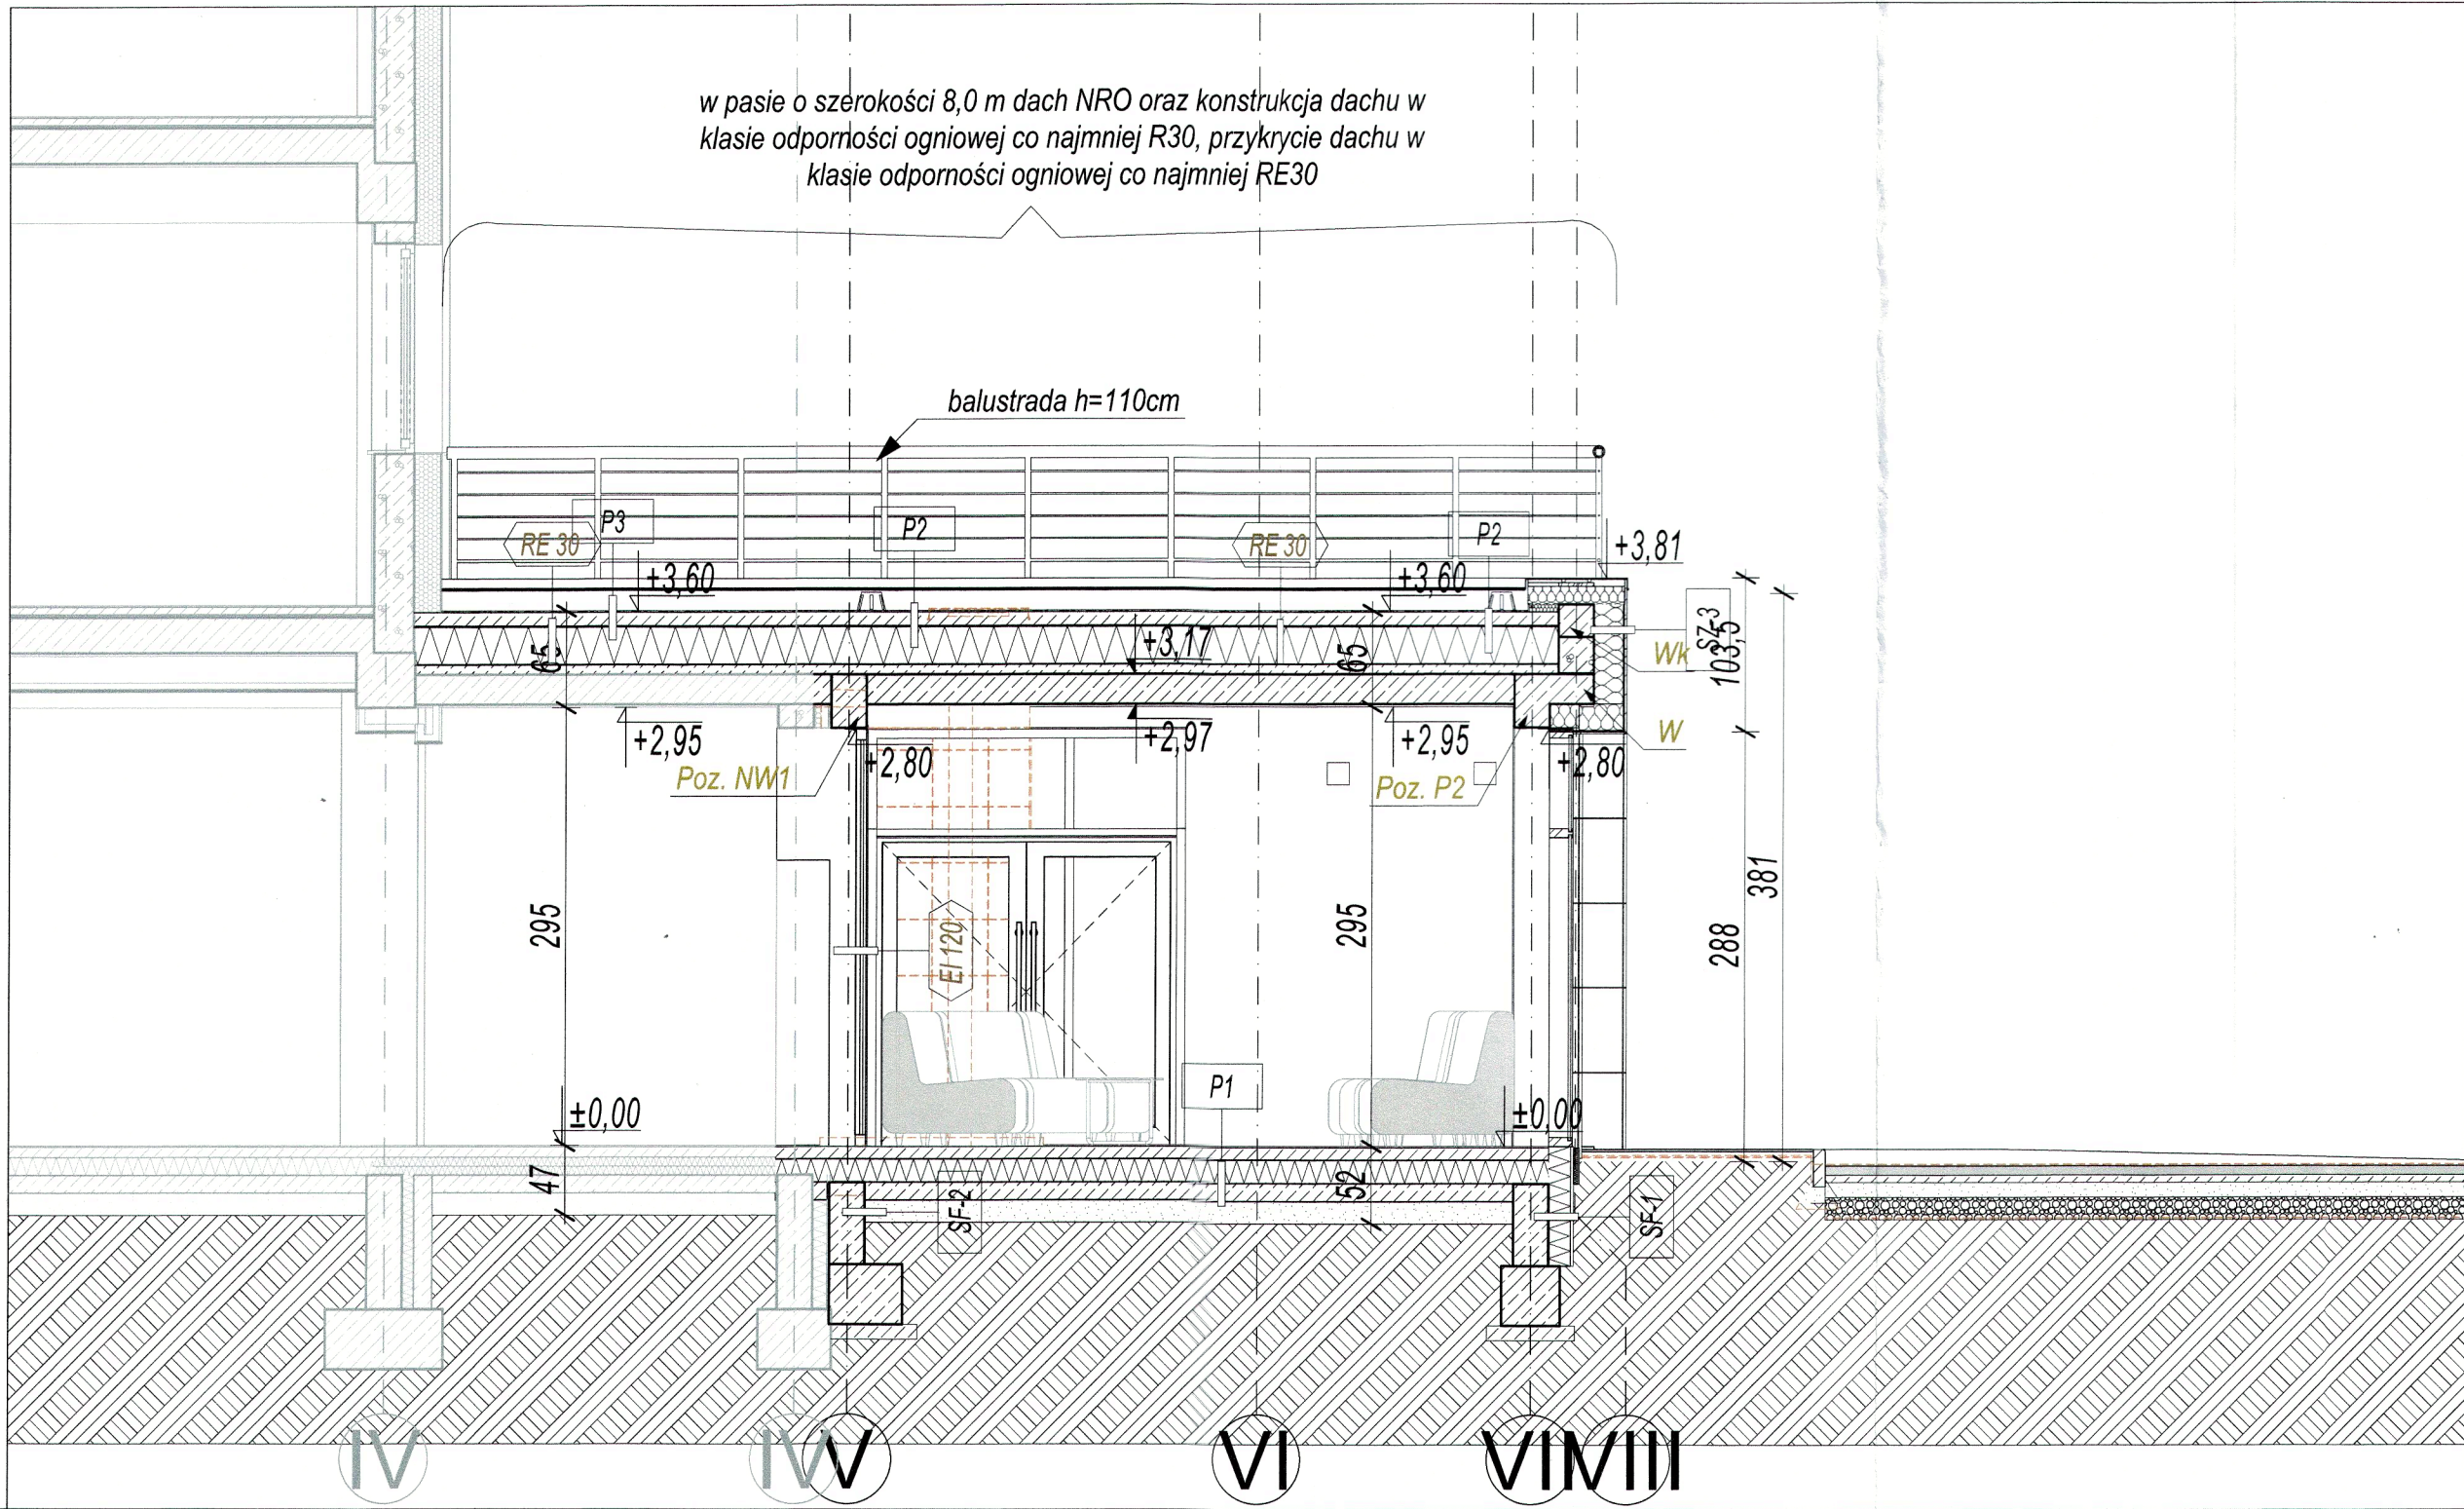 w pasie o szerokości 8,0 m dach NRO oraz konstrukcja dachu w
klasie odporności ogniowej co najmniej R30, przykrycie dachu w
klasie odporności ogniowej co najmniej RE30
balustrada h=110cm
P3
P2
P2
RE 30
RE 30
+3,81
+3,60
+3,60
SZ-3
65
+3,17
65
Wk
103,5
+2,95
+2,80
+2,97
+2,95
+2,80
W
Poz. NW1
Poz. P2
295
EI 120
295
288
381
P1
±0,00
±0,00
47
SF-2
52
SF-1
IV
IV
V
VI
VII
VIII